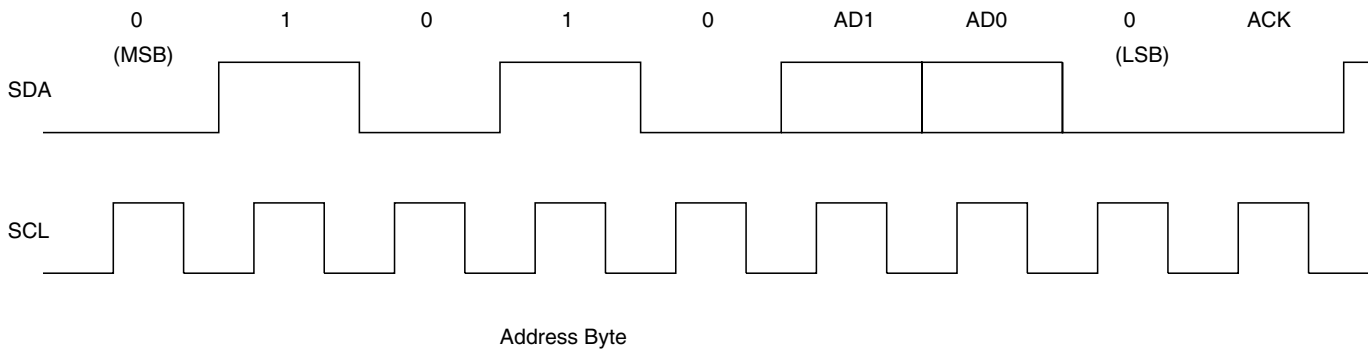 0 1 0 1 0 AD1 AD0 0 ACK
(MSB) (LSB)
SDA
SCL
Address Byte